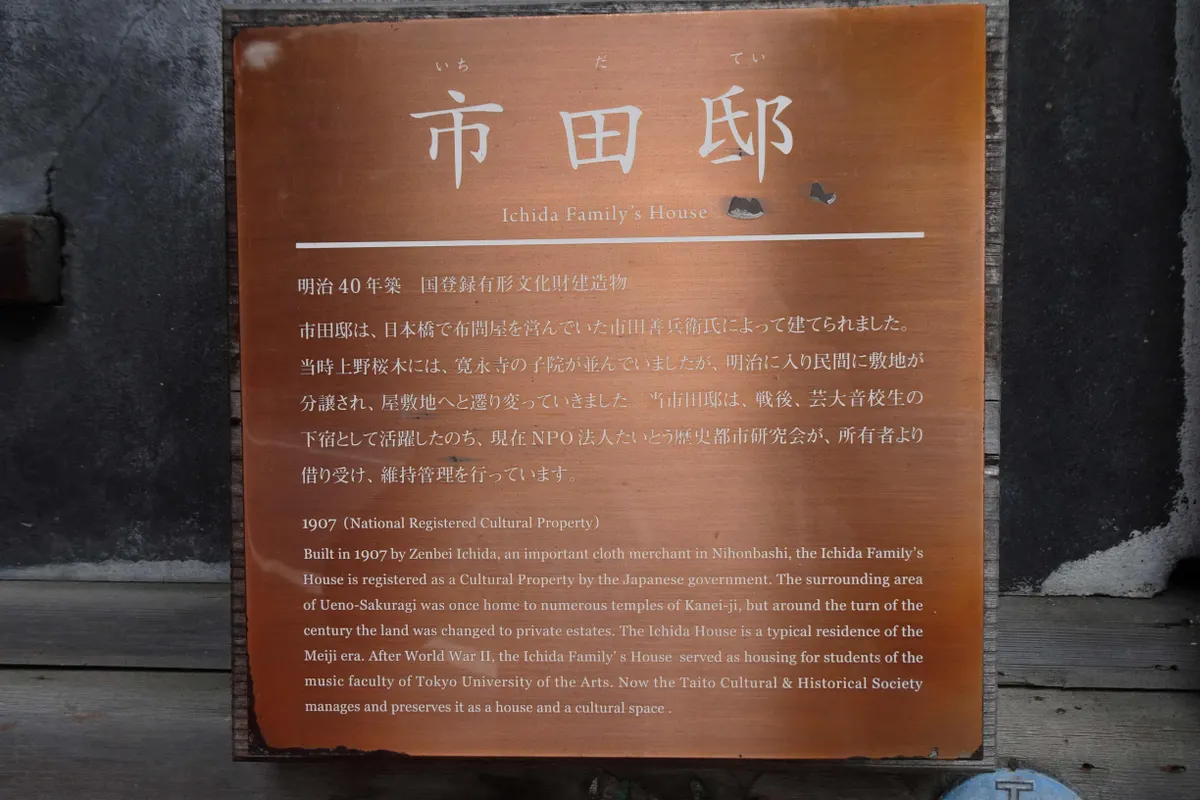 いち だ てい
市田邸
Ichida Family's House
明治40年築　国登録有形文化財建造物
市田邸は、日本橋で布問屋を営んでいた市田善兵衛氏によって建てられました。
当時上野桜木には、寛永寺の子院が並んでいましたが、明治に入り民間に敷地が
分譲され、屋敷地へと遷り変っていきました。当市田邸は、戦後、芸大音校生の
下宿として活躍したのち、現在NPO法人たいとう歴史都市研究会が、所有者より
借り受け、維持管理を行っています。
1907 (National Registered Cultural Property)
Built in 1907 by Zenbei Ichida, an important cloth merchant in Nihonbashi, the Ichida Family's
House is registered as a Cultural Property by the Japanese government. The surrounding area
of Ueno-Sakuragi was once home to numerous temples of Kanei-ji, but around the turn of the
century the land was changed to private estates. The Ichida House is a typical residence of the
Meiji era. After World War II, the Ichida Family' s House served as housing for students of the
music faculty of Tokyo University of the Arts. Now the Taito Cultural & Historical Society
manages and preserves it as a house and a cultural space .